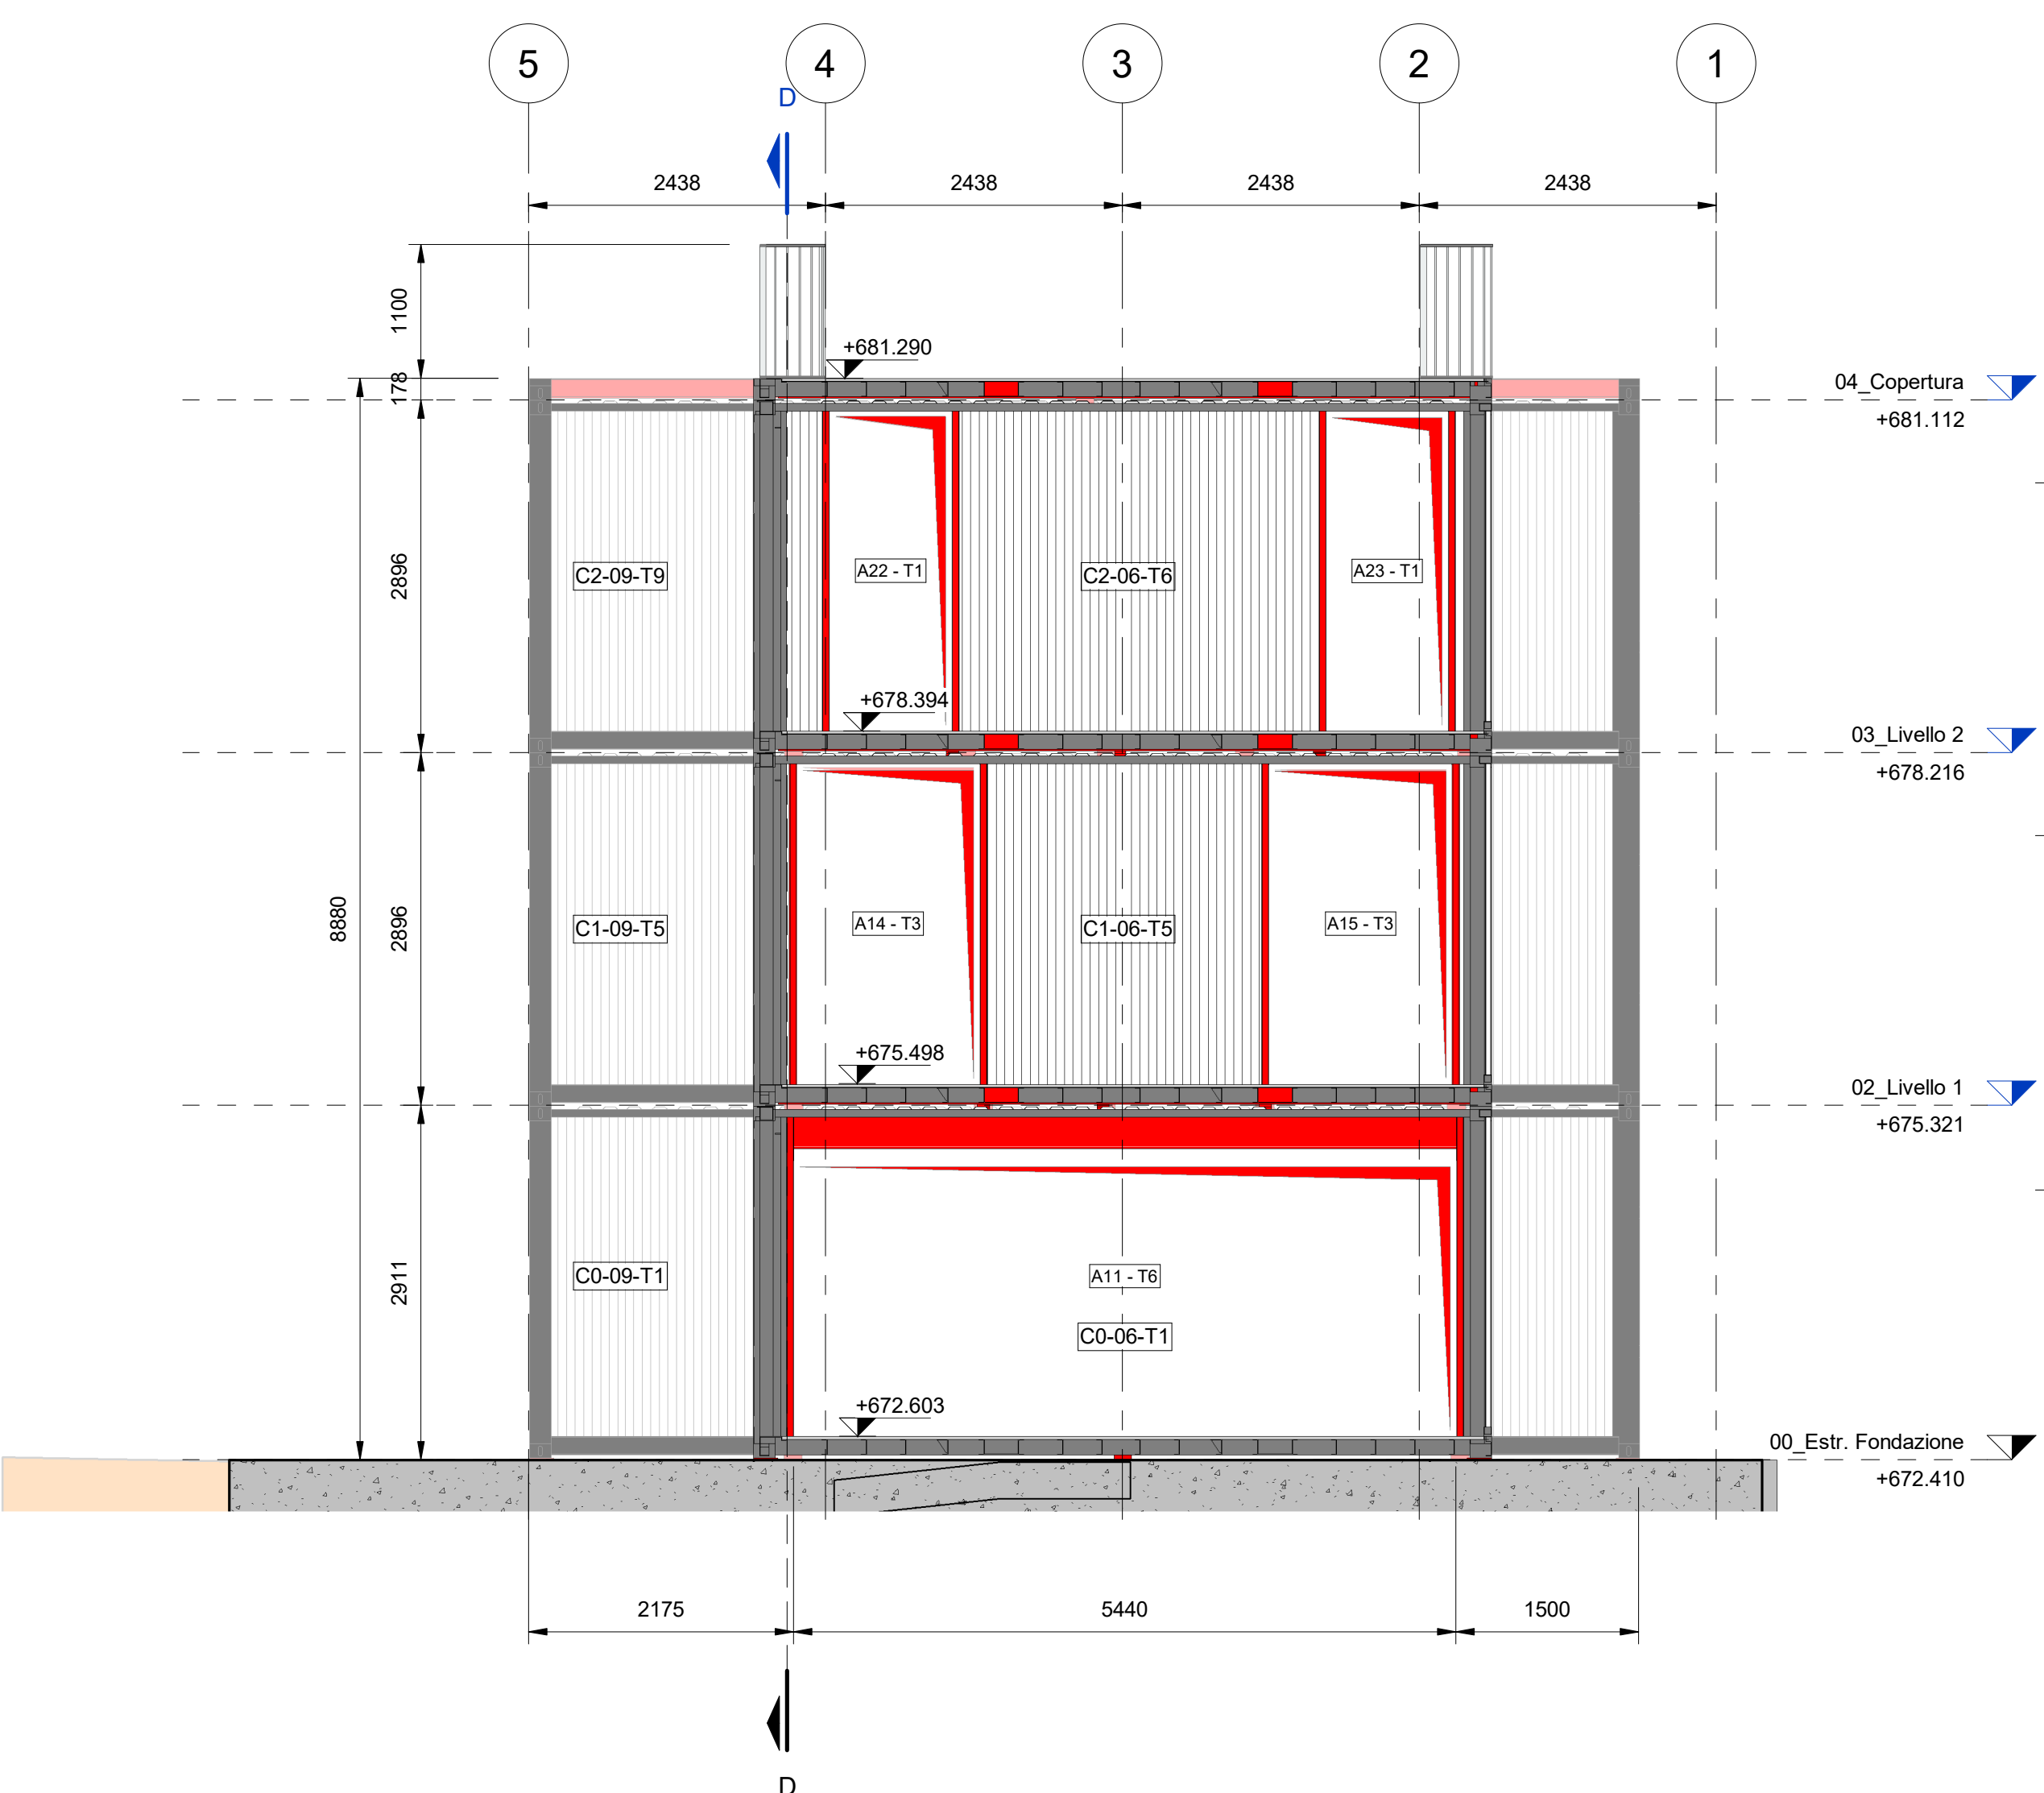 5 4 3 2 1
D
2438 2438 2438 2438
1100
+681.290
178
04_Copertura
+681.112
2896
C2-09-T9
A22 - T1
C2-06-T6
A23 - T1
+678.394
03_Livello 2
+678.216
8880
2896
C1-09-T5
A14 - T3
C1-06-T5
A15 - T3
+675.498
02_Livello 1
+675.321
2911
C0-09-T1
A11 - T6
C0-06-T1
+672.603
00_Estr. Fondazione
+672.410
2175 5440 1500
D